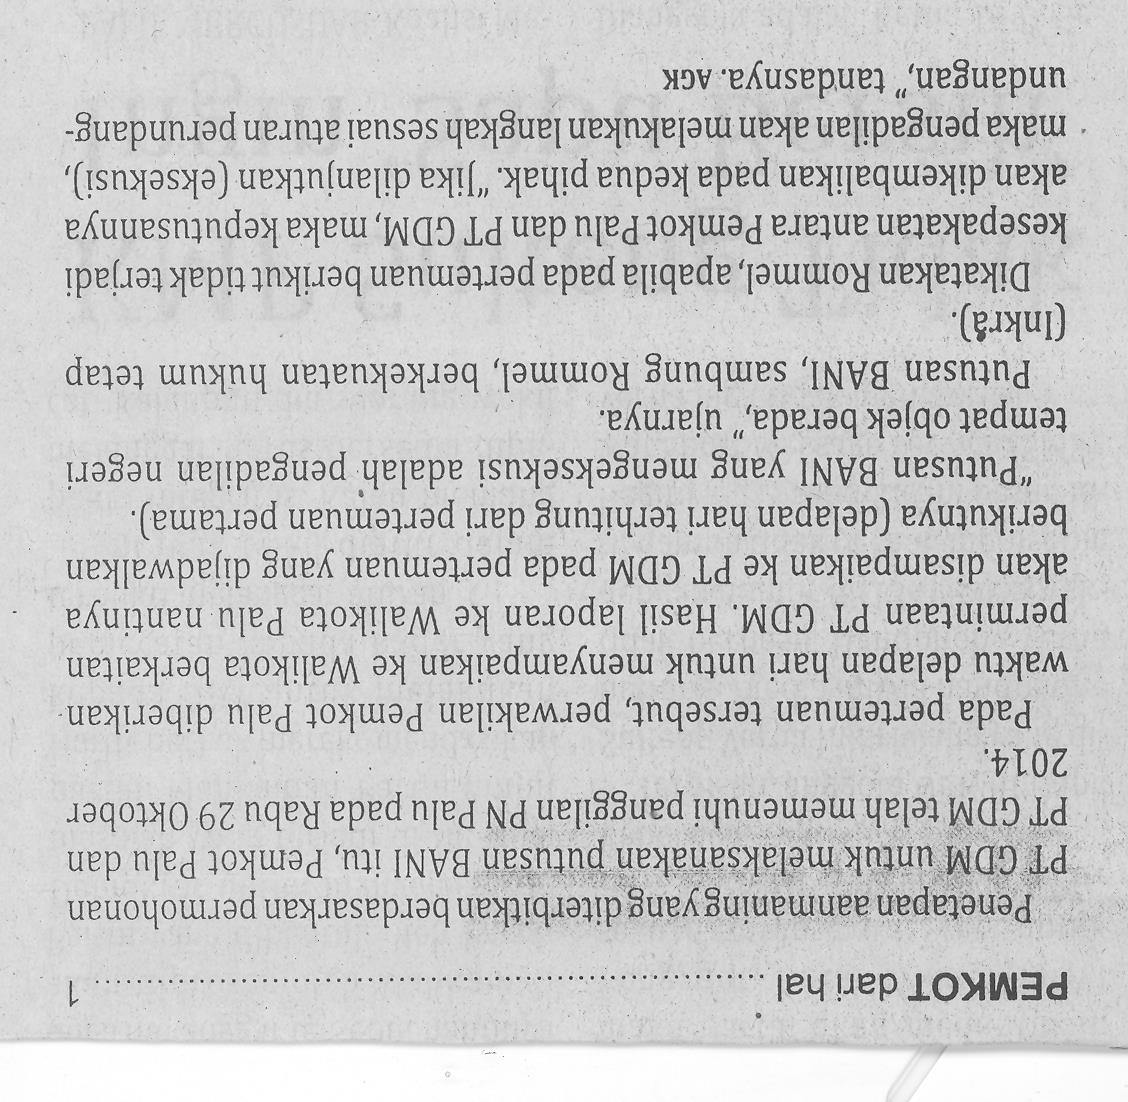 PEMKOT dari hal ........................................................... 1
Penetapan aanmaning yang diterbitkan berdasarkan permohonan
PT GDM untuk melaksanakan putusan BANI itu, Pemkot Palu dan
PT GDM telah memenuhi panggilan PN Palu pada Rabu 29 Oktober
2014.
Pada pertemuan tersebut, perwakilan Pemkot Palu diberikan
waktu delapan hari untuk menyampaikan ke Walikota berkaitan
permintaan PT GDM. Hasil laporan ke Walikota Palu nantinya
akan disampaikan ke PT GDM pada pertemuan yang dijadwalkan
berikutnya (delapan hari terhitung dari pertemuan pertama).
"Putusan BANI yang mengeksekusi adalah pengadilan negeri
tempat objek berada," ujarnya.
Putusan BANI, sambung Rommel, berkekuatan hukum tetap
(Inkrâ).
Dikatakan Rommel, apabila pada pertemuan berikut tidak terjadi
kesepakatan antara Pemkot Palu dan PT GDM, maka keputusannya
akan dikembalikan pada kedua pihak. "Jika dilanjutkan (eksekusi),
maka pengadilan akan melakukan langkah sesuai aturan perundang-
undangan," tandasnya. AGK